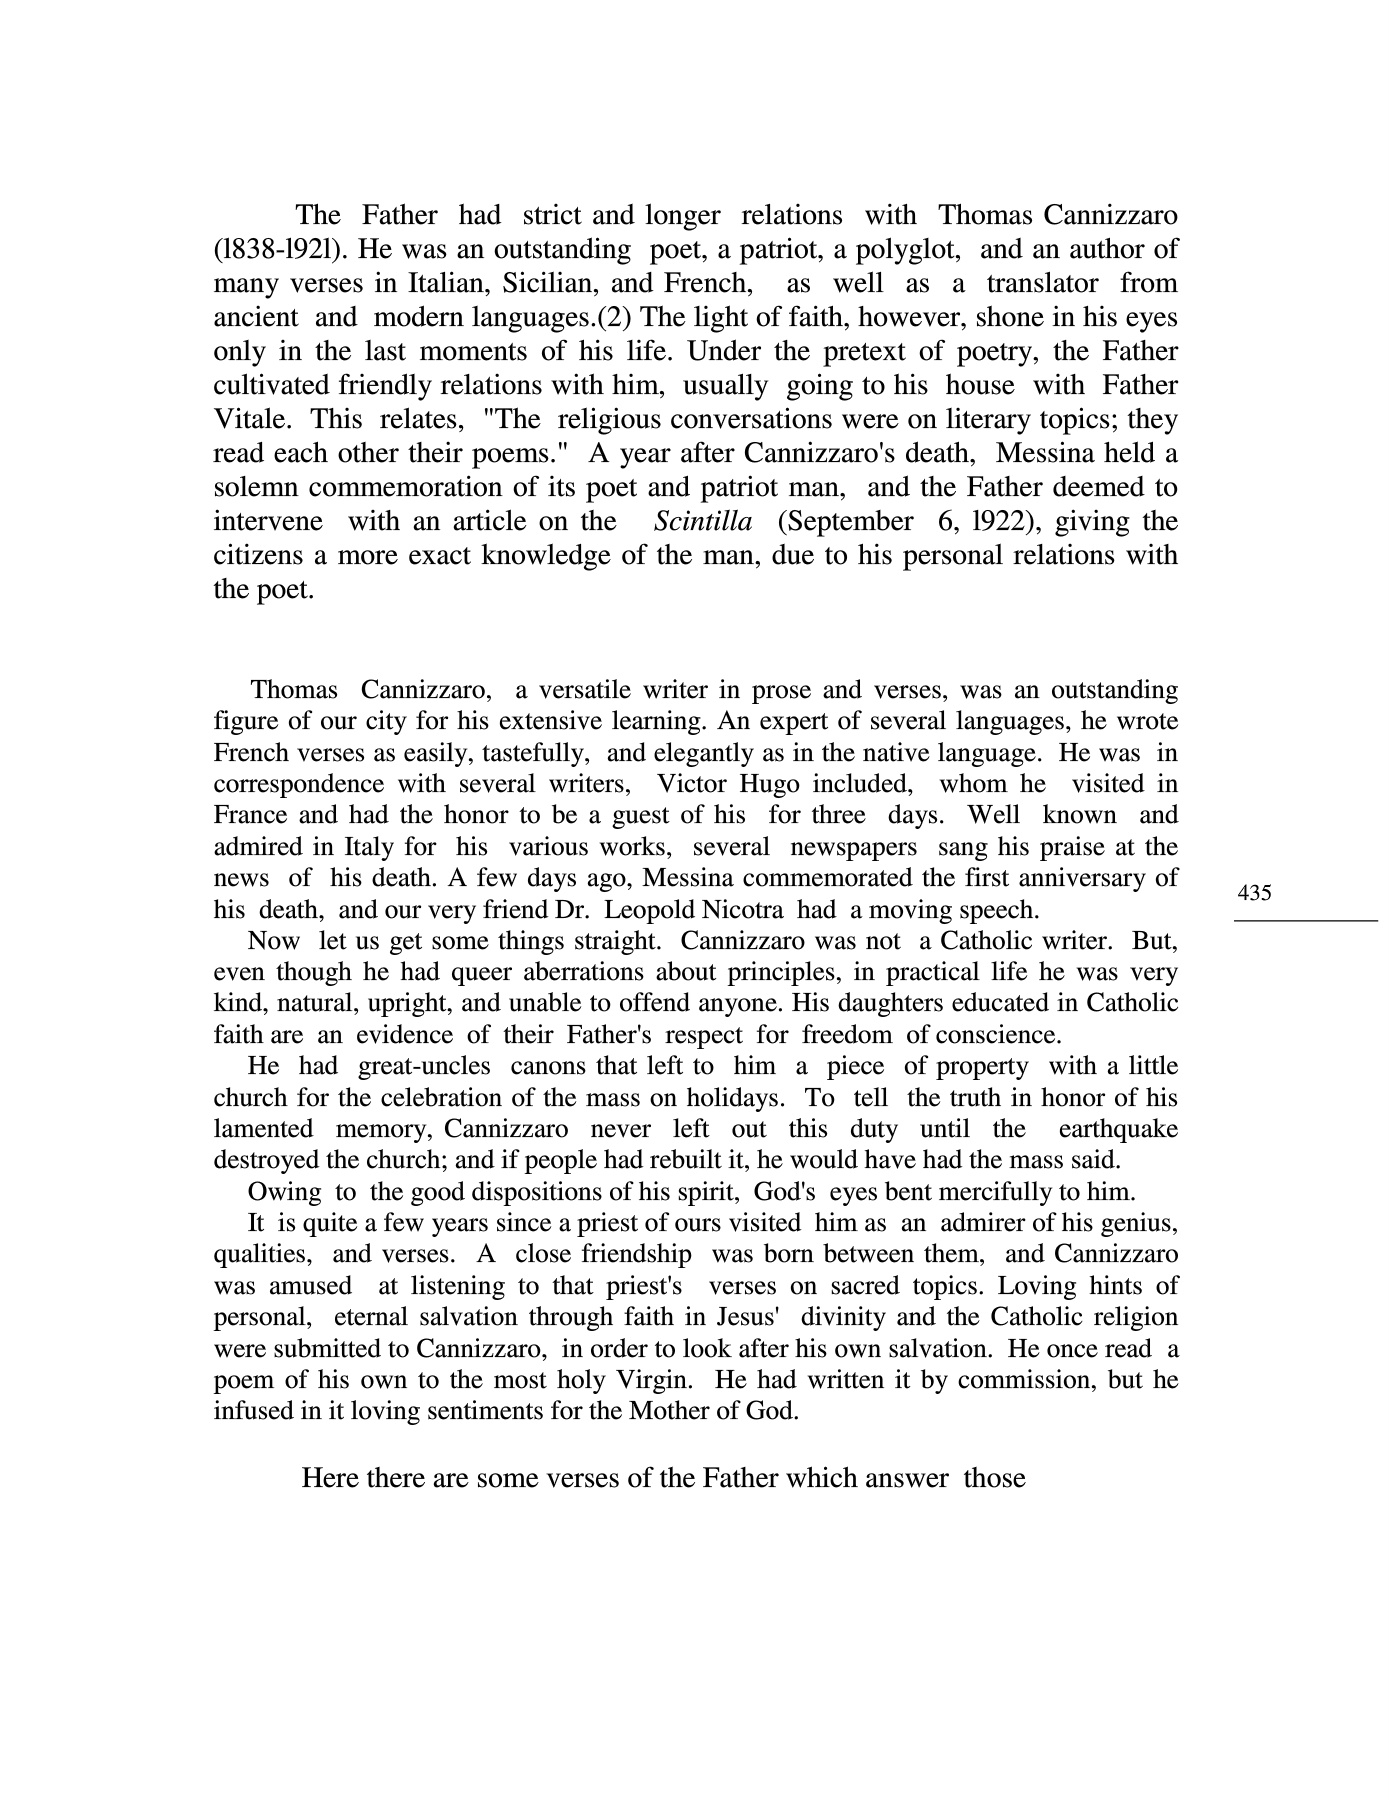 The Father had strict and longer relations with Thomas Cannizzaro
(l838-l92l). He was an outstanding poet, a patriot, a polyglot, and an author of
many verses in Italian, Sicilian, and French, as well as a translator from
ancient and modern languages.(2) The light of faith, however, shone in his eyes
only in the last moments of his life. Under the pretext of poetry, the Father
cultivated friendly relations with him, usually going to his house with Father
Vitale. This relates, "The religious conversations were on literary topics; they
read each other their poems." A year after Cannizzaro's death, Messina held a
solemn commemoration of its poet and patriot man, and the Father deemed to
intervene with an article on the Scintilla (September 6, l922), giving the
citizens a more exact knowledge of the man, due to his personal relations with
the poet.
Thomas Cannizzaro, a versatile writer in prose and verses, was an outstanding
figure of our city for his extensive learning. An expert of several languages, he wrote
French verses as easily, tastefully, and elegantly as in the native language. He was in
correspondence with several writers, Victor Hugo included, whom he visited in
France and had the honor to be a guest of his for three days. Well known and
admired in Italy for his various works, several newspapers sang his praise at the
news of his death. A few days ago, Messina commemorated the first anniversary of
his death, and our very friend Dr. Leopold Nicotra had a moving speech.
435
Now let us get some things straight. Cannizzaro was not a Catholic writer. But,
even though he had queer aberrations about principles, in practical life he was very
kind, natural, upright, and unable to offend anyone. His daughters educated in Catholic
faith are an evidence of their Father's respect for freedom of conscience.
He had great-uncles canons that left to him a piece of property with a little
church for the celebration of the mass on holidays. To tell the truth in honor of his
lamented memory, Cannizzaro never left out this duty until the earthquake
destroyed the church; and if people had rebuilt it, he would have had the mass said.
Owing to the good dispositions of his spirit, God's eyes bent mercifully to him.
It is quite a few years since a priest of ours visited him as an admirer of his genius,
qualities, and verses. A close friendship was born between them, and Cannizzaro
was amused at listening to that priest's verses on sacred topics. Loving hints of
personal, eternal salvation through faith in Jesus' divinity and the Catholic religion
were submitted to Cannizzaro, in order to look after his own salvation. He once read a
poem of his own to the most holy Virgin. He had written it by commission, but he
infused in it loving sentiments for the Mother of God.
Here there are some verses of the Father which answer those